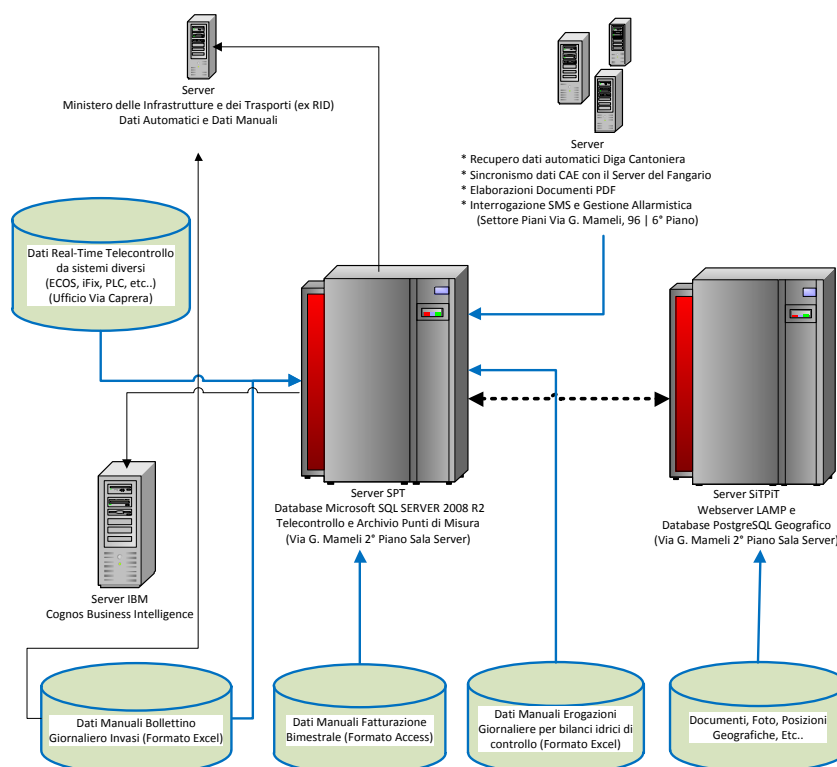 Server
Ministero delle Infrastrutture e dei Trasporti (ex RID)
Dati Automatici e Dati Manuali
Server
* Recupero dati automatici Diga Cantoniera
* Sincronismo dati CAE con il Server del Fangario
* Elaborazioni Documenti PDF
* Interrogazione SMS e Gestione Allarmistica
(Settore Piani Via G. Mameli, 96 | 6° Piano)
Dati Real-Time Telecontrollo
da sistemi diversi
(ECOS, iFix, PLC, etc..)
(Ufficio Via Caprera)
Server SPT
Database Microsoft SQL SERVER 2008 R2
Telecontrollo e Archivio Punti di Misura
(Via G. Mameli 2° Piano Sala Server)
Server SiTPiT
Webserver LAMP e
Database PostgreSQL Geografico
(Via G. Mameli 2° Piano Sala Server)
Server IBM
Cognos Business Intelligence
Dati Manuali Bollettino
Giornaliero Invasi (Formato Excel)
Dati Manuali Fatturazione
Bimestrale (Formato Access)
Dati Manuali Erogazioni
Giornaliere per bilanci idrici di
controllo (Formato Excel)
Documenti, Foto, Posizioni
Geografiche, Etc..